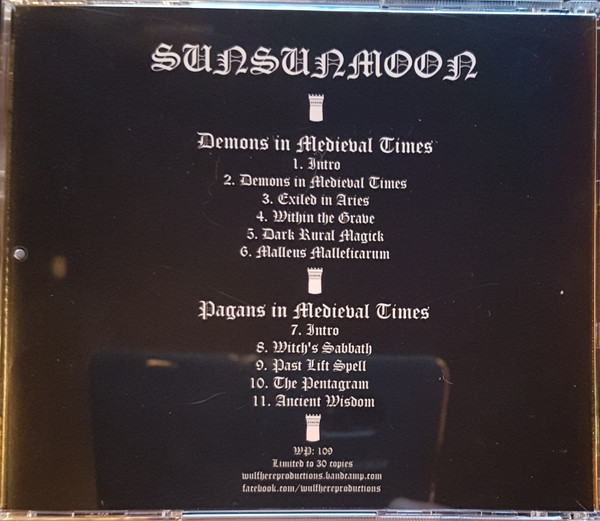 SUNSUNMOON
Demons in Medieval Times
1. Intro
2. Demons in Medieval Times
3. Exiled in Aries
4. Within the Grave
5. Dark Rural Magick
6. Malleus Malleficarum
Pagans in Medieval Times
7. Intro
8. Witch's Sabbath
9. Past Lift Spell
10. The Pentagram
11. Ancient Wisdom
WP: 109
Limited to 30 copies
wulfhereproductions.bandcamp.com
facebook.com/wulfhereproductions